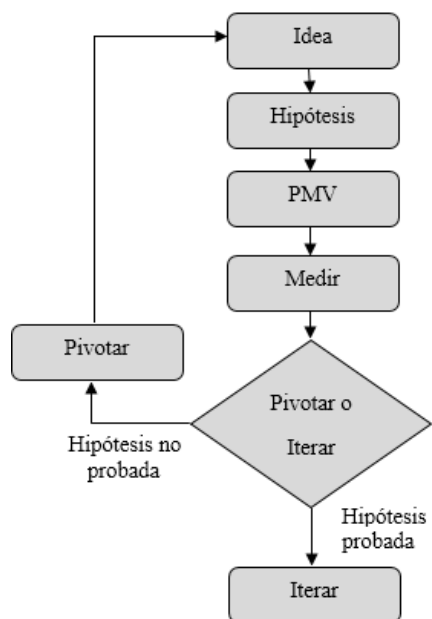 Idea
Hipótesis
PMV
Medir
Pivotar
Pivotar o
Iterar
Hipótesis no
probada
Hipótesis
probada
Iterar